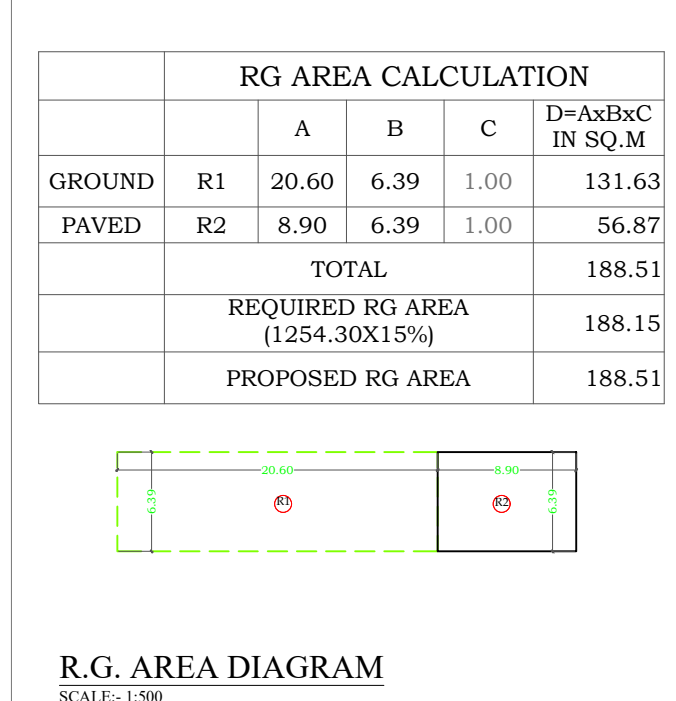 RG AREA CALCULATION
A B C D=AxBxC
IN SQ.M
GROUND R1 20.60 6.39 1.00 131.63
PAVED R2 8.90 6.39 1.00 56.87
TOTAL 188.51
REQUIRED RG AREA
(1254.30X15%) 188.15
PROPOSED RG AREA 188.51
20.60 8.90
6.39 R1 R2 6.39
R.G. AREA DIAGRAM
SCALE:- 1:500